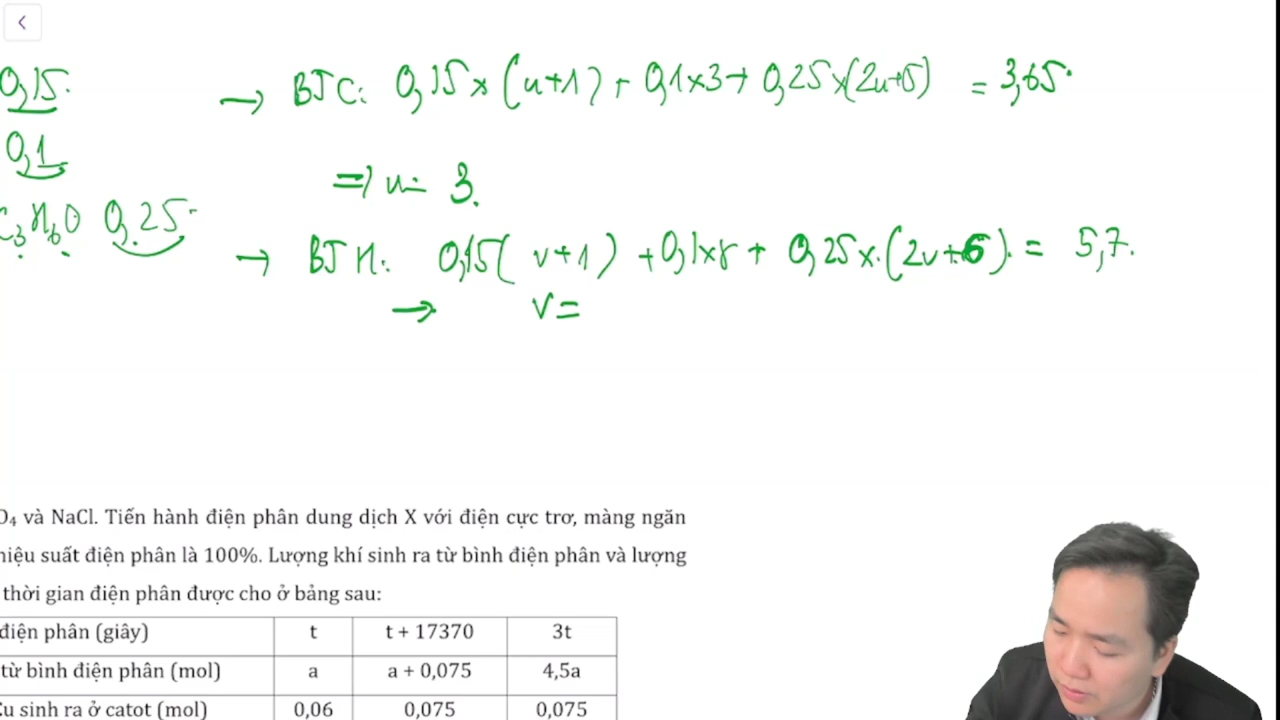 0,15.
→ BTC: 0,15×(u+1) + 0,1×3 + 0,25×(2u+5) = 3,65.
0,1
=> u= 3.
C₃H₆O 0,25.
→ BTH: 0,15( v+1 ) + 0,1×8 + 0,25×.(2v+6). = 5,7.
→ v=
O₄ và NaCl. Tiến hành điện phân dung dịch X với điện cực trơ, màng ngăn
hiệu suất điện phân là 100%. Lượng khí sinh ra từ bình điện phân và lượng
thời gian điện phân được cho ở bảng sau:
điện phân (giây) t t + 17370 3t
từ bình điện phân (mol) a a + 0,075 4,5a
Cu sinh ra ở catot (mol) 0,06 0,075 0,075